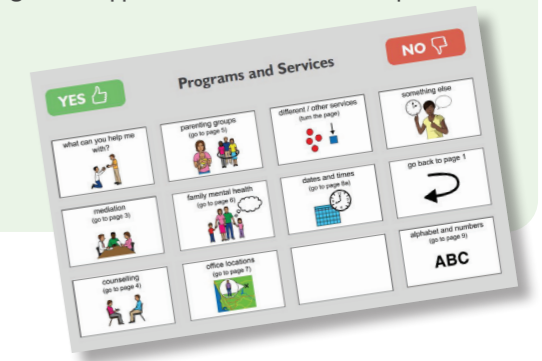 YES
NO
Programs and Services
what can you help me
with?
parenting groups
(go to page 5)
different / other services
(turn the page)
something else
mediation
(go to page 3)
family mental health
(go to page 6)
dates and times
(go to page 8a)
go back to page 1
counselling
(go to page 4)
office locations
(go to page 7)
alphabet and numbers
(go to page 9)
ABC